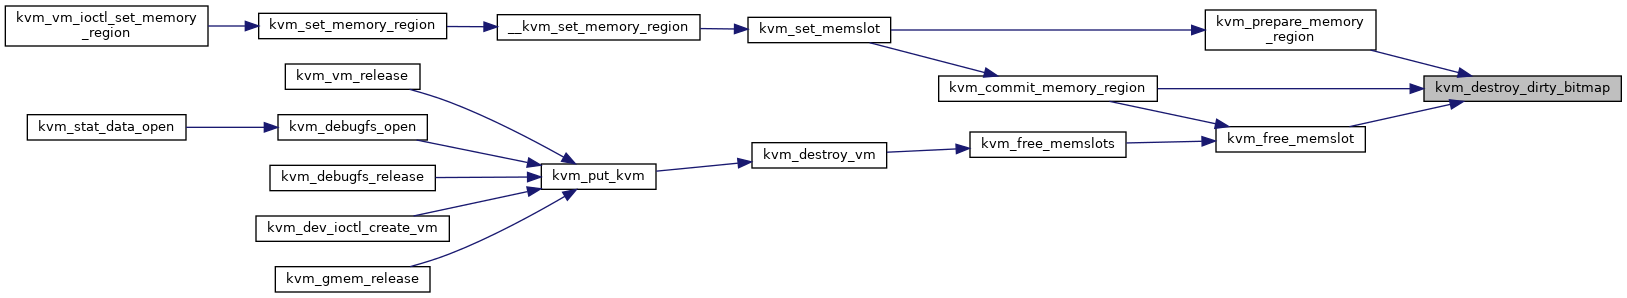 kvm_vm_ioctl_set_memory
_region
kvm_set_memory_region
__kvm_set_memory_region
kvm_set_memslot
kvm_prepare_memory
_region
kvm_vm_release
kvm_commit_memory_region
kvm_destroy_dirty_bitmap
kvm_stat_data_open
kvm_debugfs_open
kvm_free_memslot
kvm_free_memslots
kvm_destroy_vm
kvm_debugfs_release
kvm_put_kvm
kvm_dev_ioctl_create_vm
kvm_gmem_release